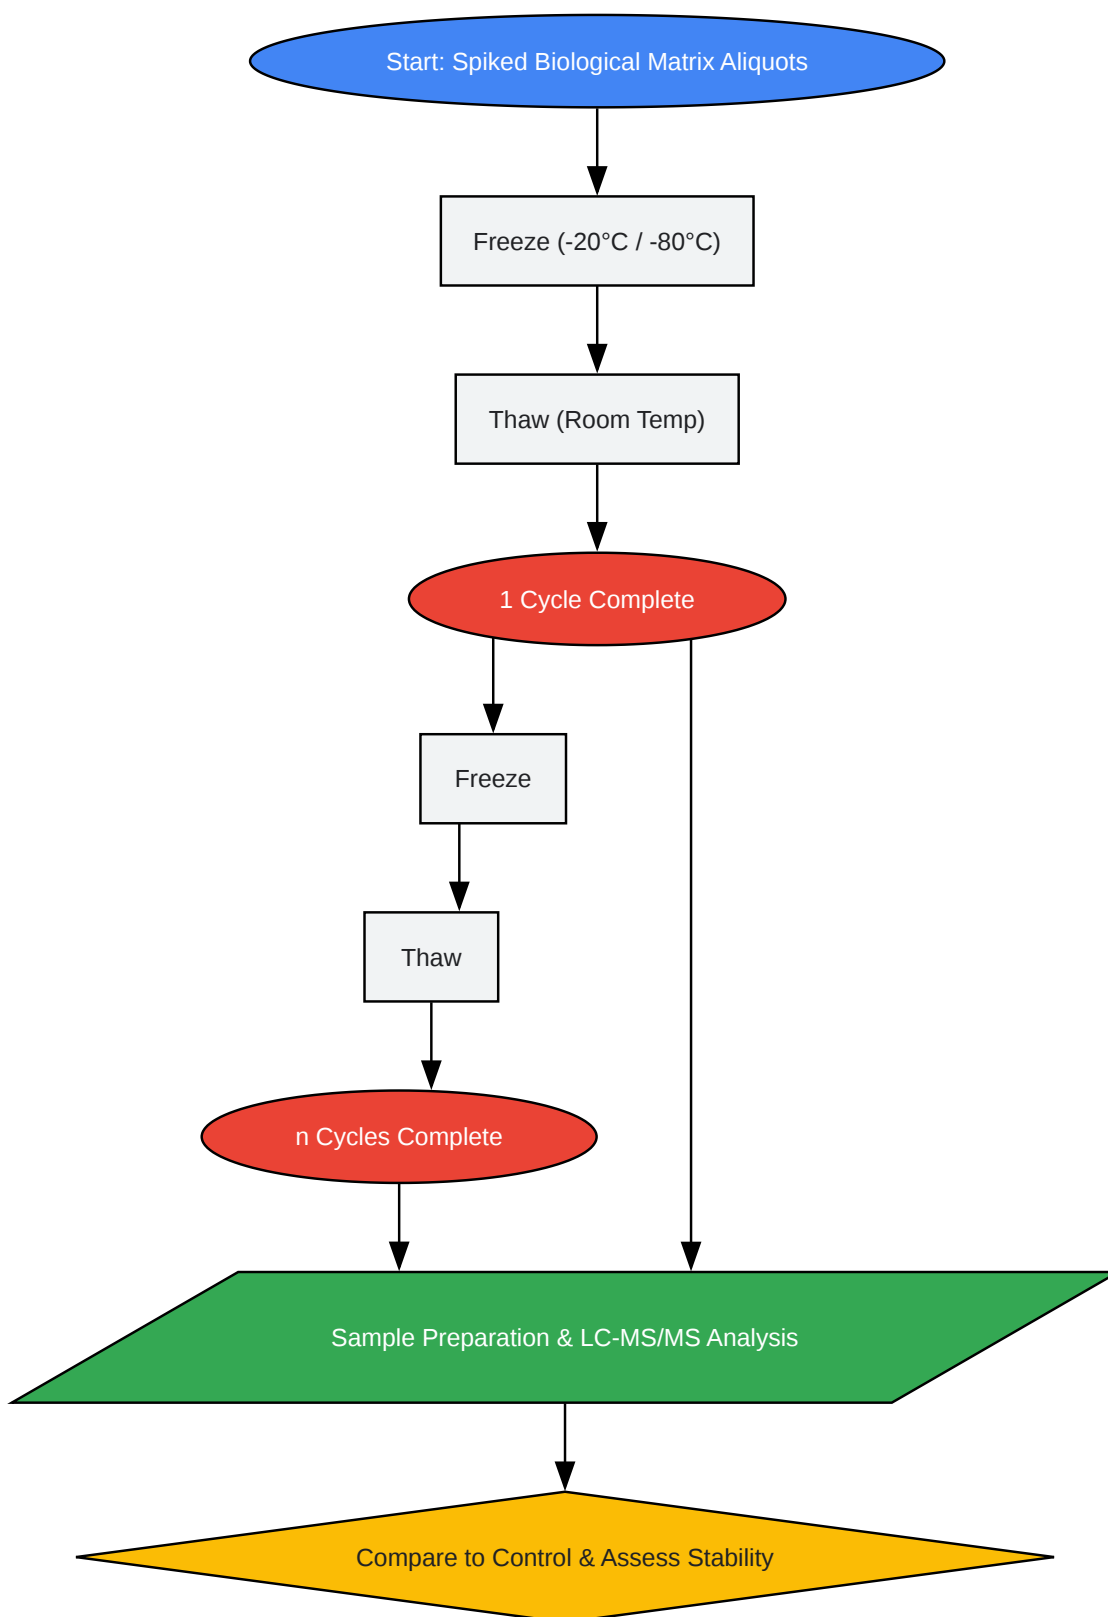 Start: Spiked Biological Matrix Aliquots
Freeze (-20°C / -80°C)
Thaw (Room Temp)
1 Cycle Complete
Freeze
Thaw
n Cycles Complete
Sample Preparation & LC-MS/MS Analysis
Compare to Control & Assess Stability